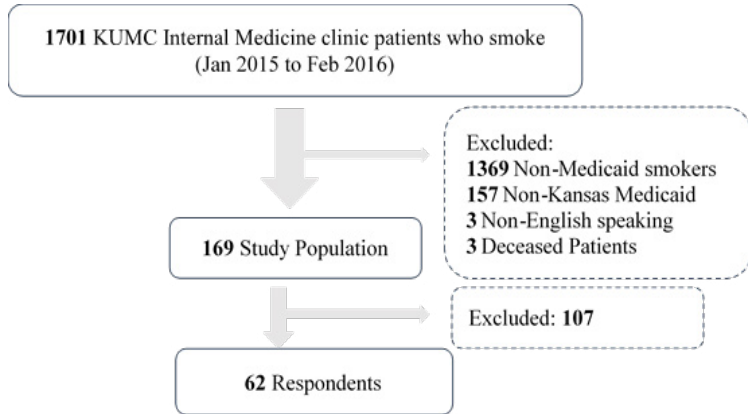 1701 KUMC Internal Medicine clinic patients who smoke
(Jan 2015 to Feb 2016)
Excluded:
1369 Non-Medicaid smokers
157 Non-Kansas Medicaid
3 Non-English speaking
3 Deceased Patients
169 Study Population
Excluded: 107
62 Respondents